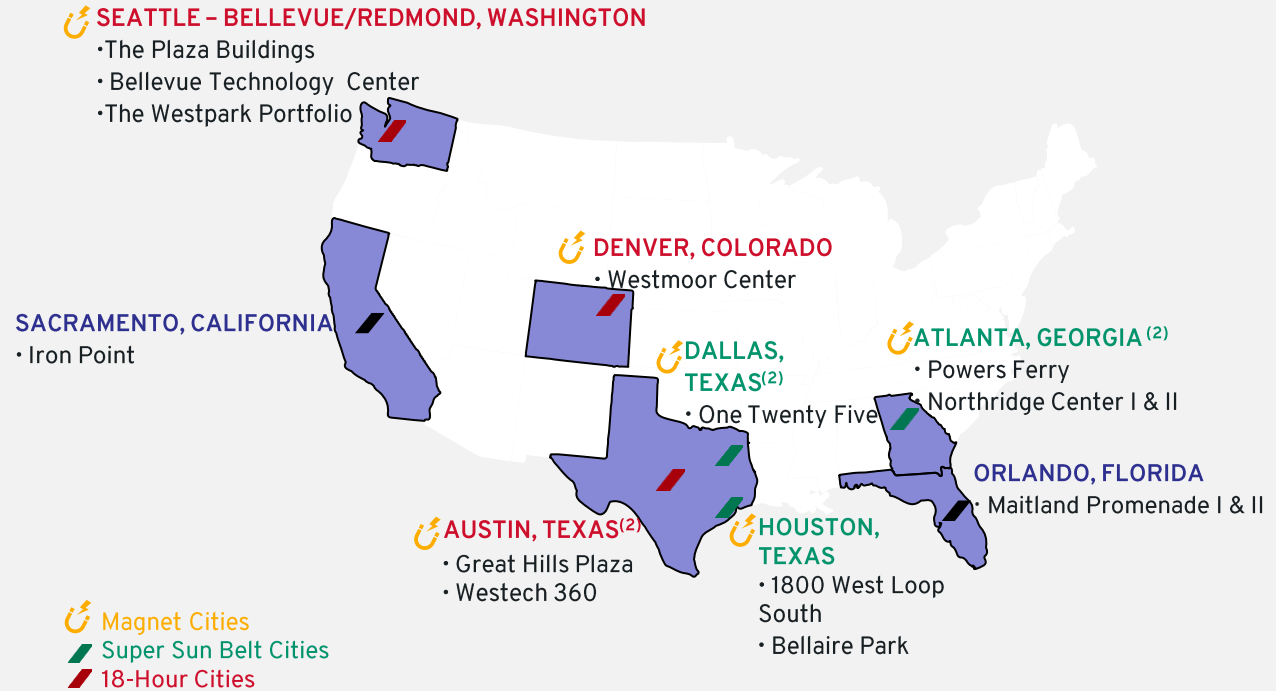 SEATTLE – BELLEVUE/REDMOND, WASHINGTON
•The Plaza Buildings
• Bellevue Technology Center
•The Westpark Portfolio
DENVER, COLORADO
• Westmoor Center
SACRAMENTO, CALIFORNIA
• Iron Point
DALLAS,
TEXAS(2)
• One Twenty Five
ATLANTA, GEORGIA (2)
• Powers Ferry
• Northridge Center I & II
ORLANDO, FLORIDA
• Maitland Promenade I & II
AUSTIN, TEXAS(2)
• Great Hills Plaza
• Westech 360
HOUSTON,
TEXAS
• 1800 West Loop
South
• Bellaire Park
Magnet Cities
Super Sun Belt Cities
18-Hour Cities